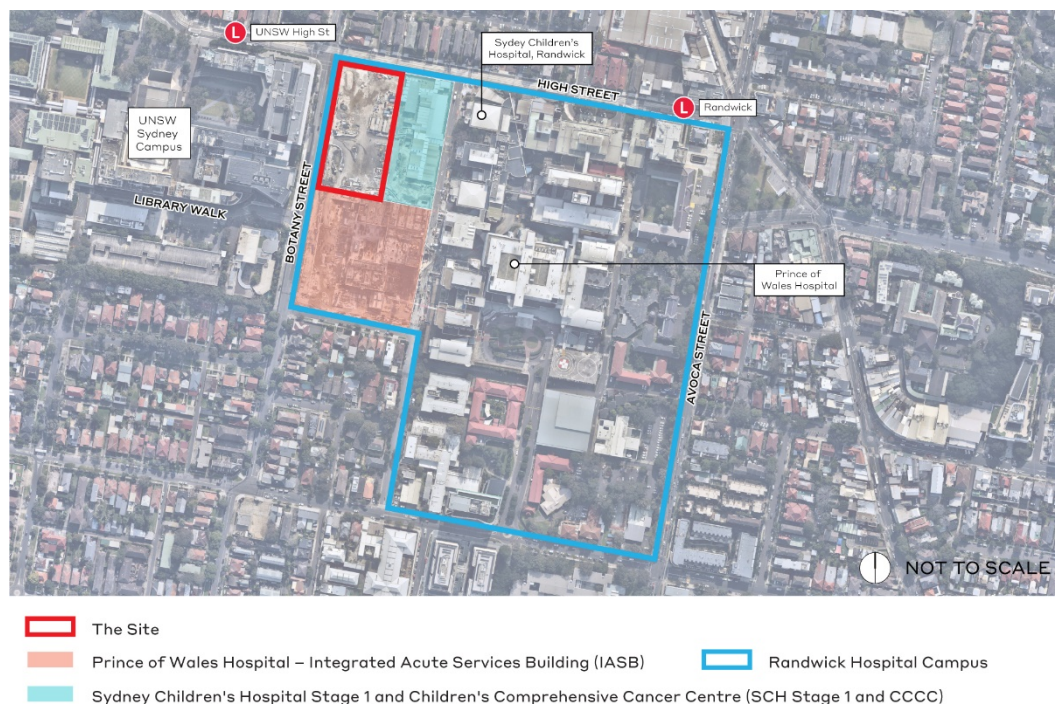 L UNSW High St
Sydey Children's
Hospital, Randwick
HIGH STREET
L Randwick
UNSW
Sydney
Campus
LIBRARY WALK
BOTANY STREET
Prince of
Wales Hospital
AVOCA STREET
NOT TO SCALE
The Site
Prince of Wales Hospital – Integrated Acute Services Building (IASB)
Randwick Hospital Campus
Sydney Children's Hospital Stage 1 and Children's Comprehensive Cancer Centre (SCH Stage 1 and CCCC)